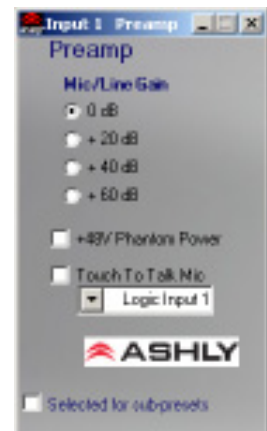 Input 1 Preamp
Preamp
Mic/Line Gain
0 dB
+ 20 dB
+ 40 dB
+ 60 dB
+48V Phantom Power
Touch To Talk Mic
Logic Input 1
ASHLY
Selected for sub-presets